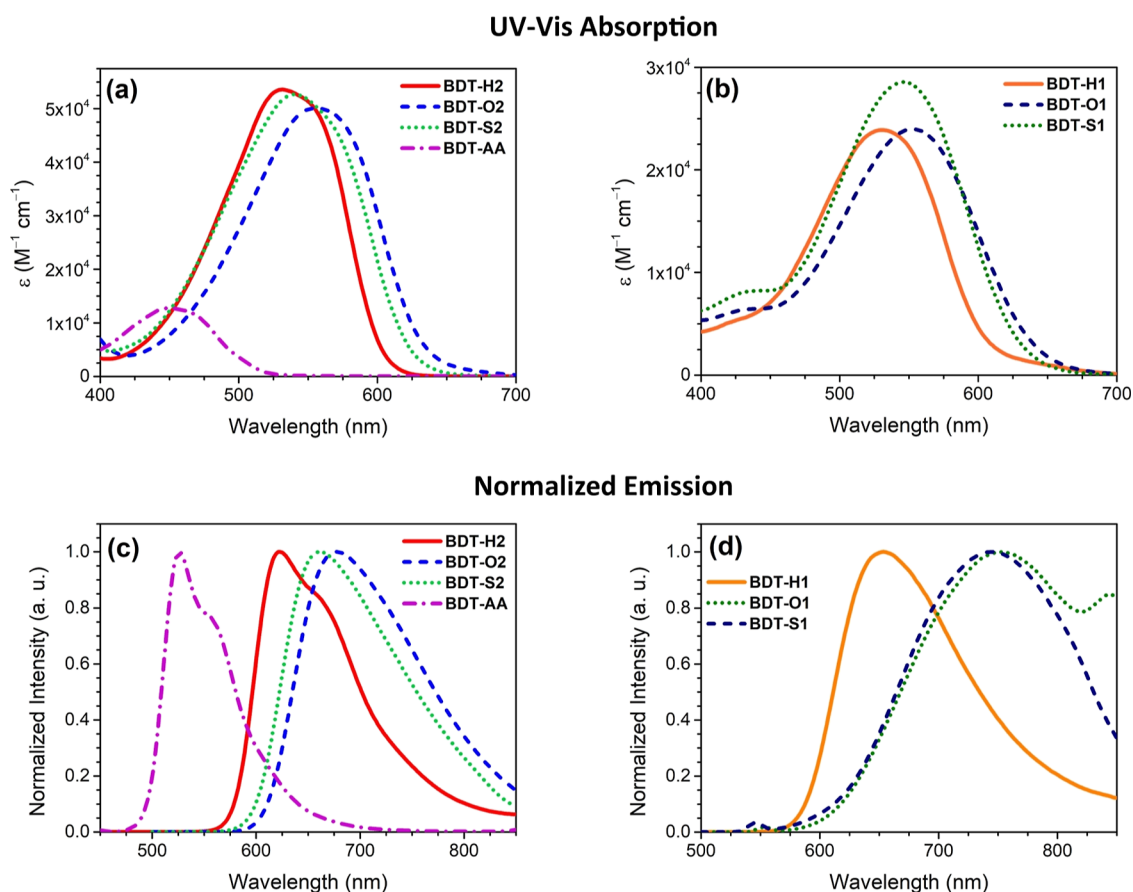 UV-Vis Absorption
(a)
BDT-H2
BDT-O2
BDT-S2
BDT-AA
5x10⁴
4x10⁴
3x10⁴
2x10⁴
1x10⁴
0
ε (M⁻¹ cm⁻¹)
400 500 600 700
Wavelength (nm)
(b)
BDT-H1
BDT-O1
BDT-S1
3x10⁴
2x10⁴
1x10⁴
0
ε (M⁻¹ cm⁻¹)
400 500 600 700
Wavelength (nm)
Normalized Emission
(c)
BDT-H2
BDT-O2
BDT-S2
BDT-AA
1.0
0.8
0.6
0.4
0.2
0.0
Normalized Intensity (a. u.)
500 600 700 800
Wavelength (nm)
(d)
BDT-H1
BDT-O1
BDT-S1
1.0
0.8
0.6
0.4
0.2
0.0
Normalized Intensity (a. u.)
500 600 700 800
Wavelength (nm)